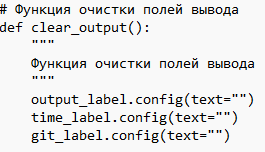 # Функция очистки полей вывода
def clear_output():
    """
    Функция очистки полей вывода
    """
    output_label.config(text="")
    time_label.config(text="")
    git_label.config(text="")